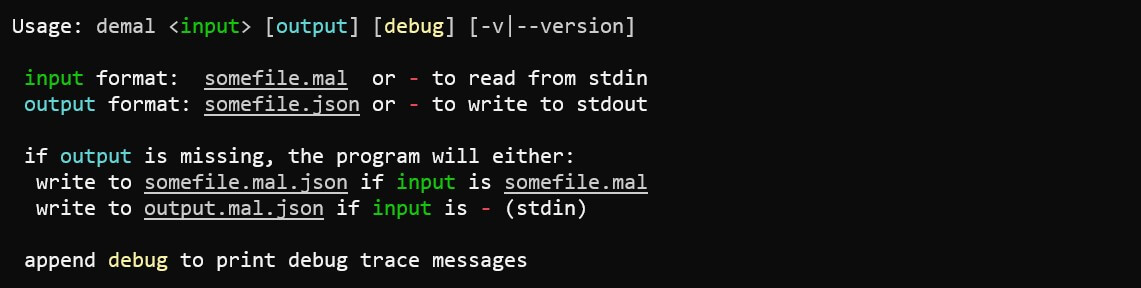 Usage: demal <input> [output] [debug] [-v|--version]
input format: somefile.mal or - to read from stdin
output format: somefile.json or - to write to stdout
if output is missing, the program will either:
write to somefile.mal.json if input is somefile.mal
write to output.mal.json if input is - (stdin)
append debug to print debug trace messages